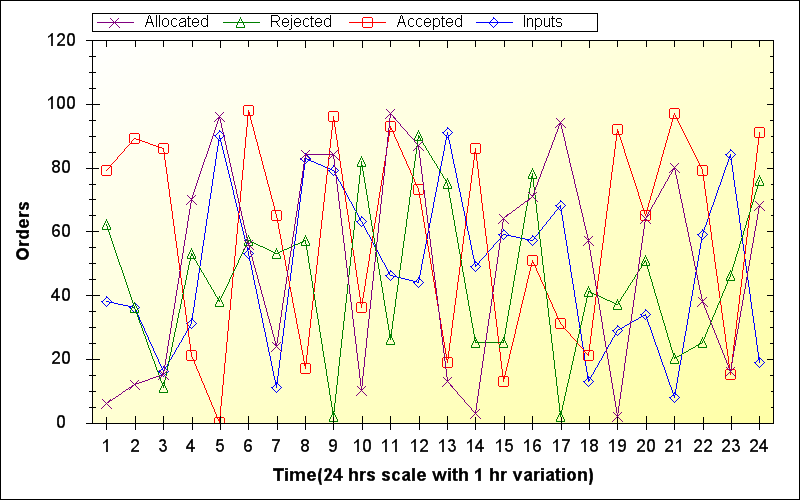 Allocated Rejected Accepted Inputs
120
100
80
60
40
20
0
Orders
1 2 3 4 5 6 7 8 9 10 11 12 13 14 15 16 17 18 19 20 21 22 23 24
Time(24 hrs scale with 1 hr variation)